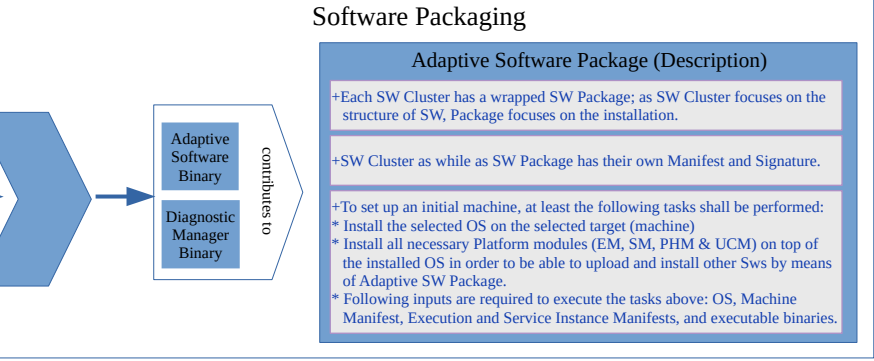 Software Packaging
Adaptive
Software
Binary
Diagnostic
Manager
Binary
contributes to
Adaptive Software Package (Description)
+Each SW Cluster has a wrapped SW Package; as SW Cluster focuses on the
structure of SW, Package focuses on the installation.
+SW Cluster as while as SW Package has their own Manifest and Signature.
+To set up an initial machine, at least the following tasks shall be performed:
* Install the selected OS on the selected target (machine)
* Install all necessary Platform modules (EM, SM, PHM & UCM) on top of
the installed OS in order to be able to upload and install other Sws by means
of Adaptive SW Package.
* Following inputs are required to execute the tasks above: OS, Machine
Manifest, Execution and Service Instance Manifests, and executable binaries.